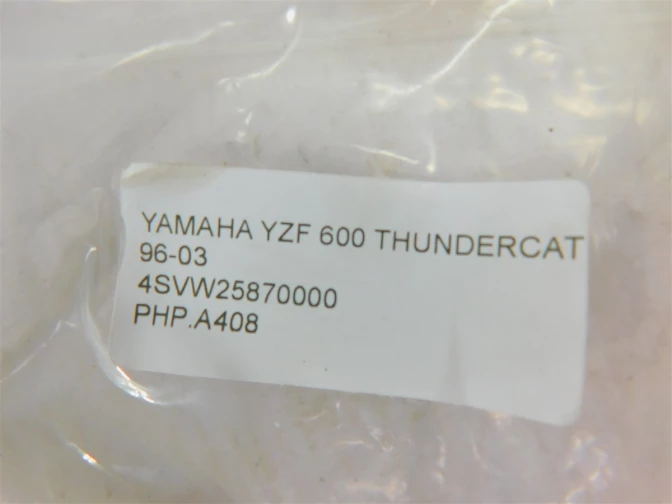 YAMAHA YZF 600 THUNDERCAT
96-03
4SVW25870000
PHP.A408